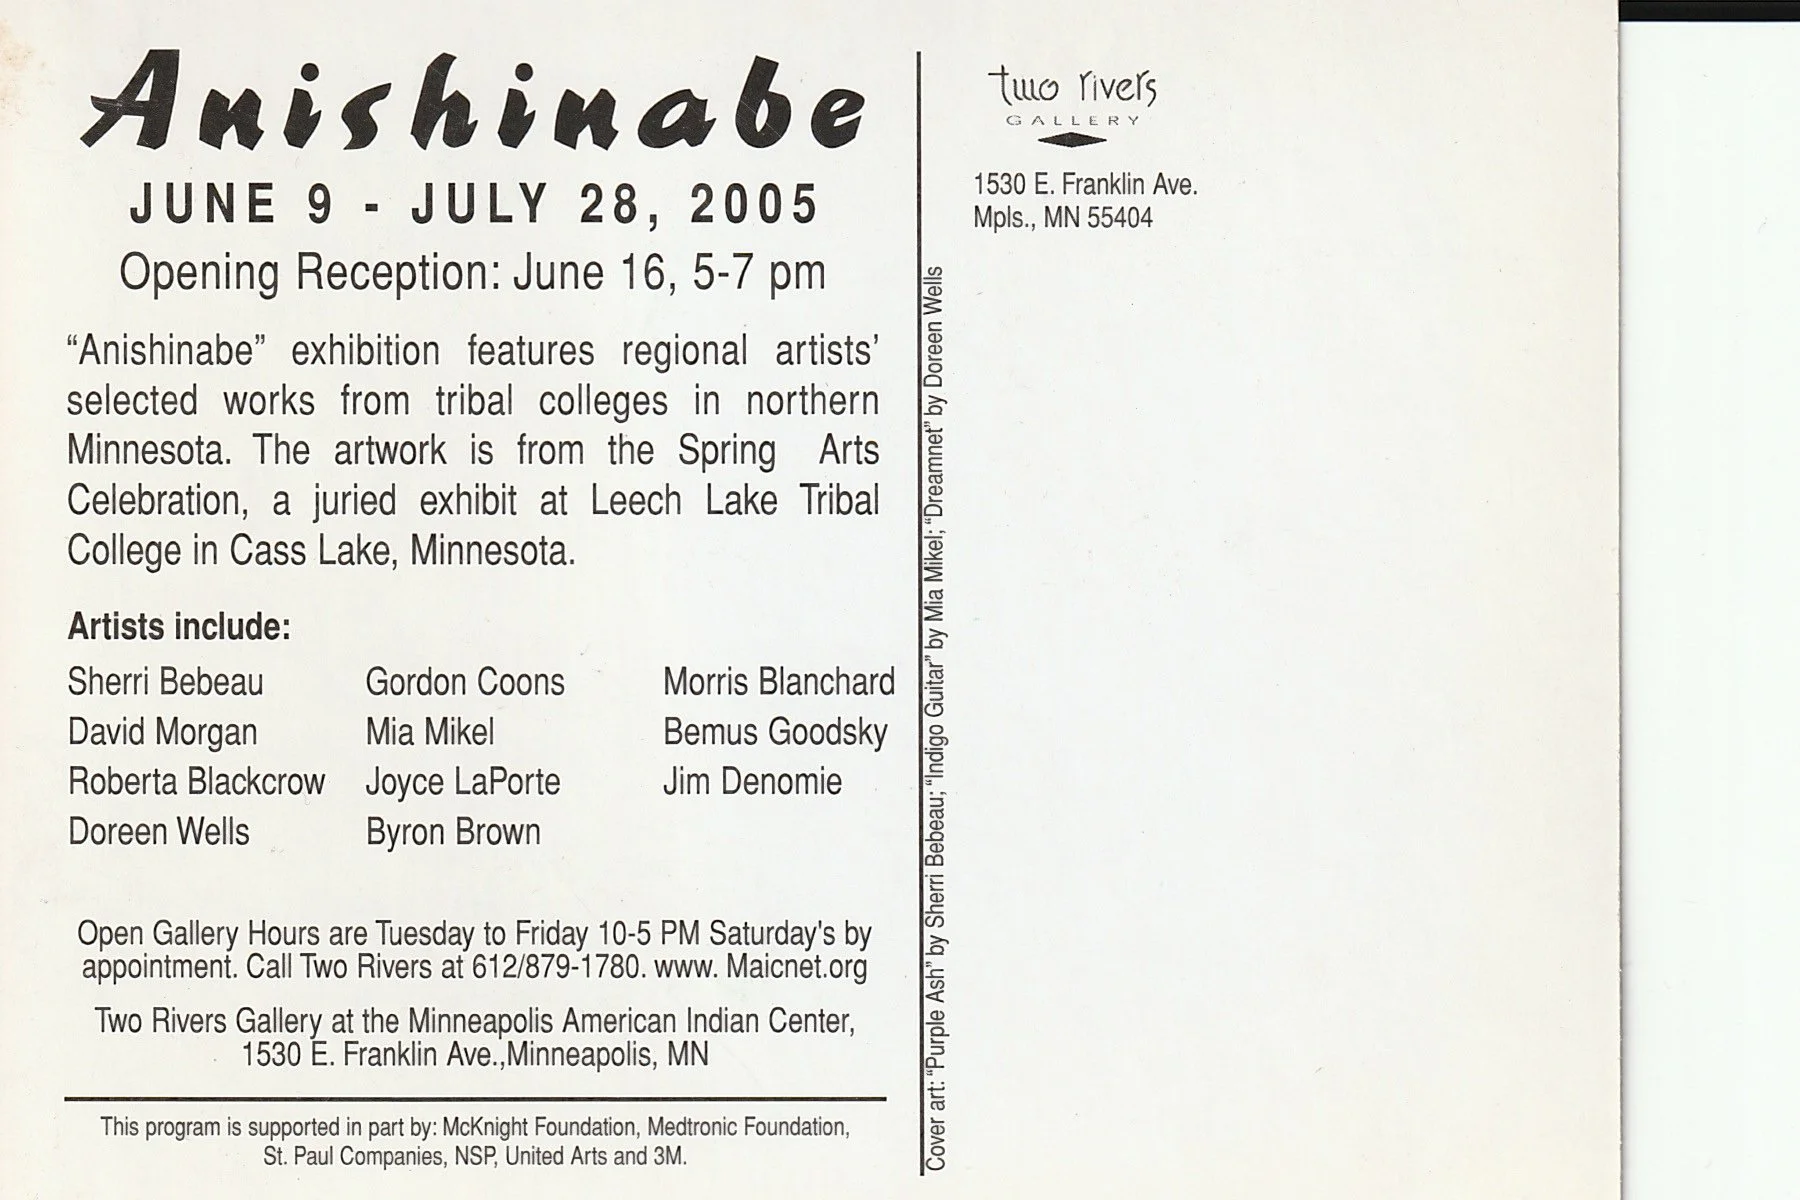 Anishinabe
JUNE 9 - JULY 28, 2005
Opening Reception: June 16, 5-7 pm
“Anishinabe” exhibition features regional artists’
selected works from tribal colleges in northern
Minnesota. The artwork is from the Spring Arts
Celebration, a juried exhibit at Leech Lake Tribal
College in Cass Lake, Minnesota.
Artists include:
Sherri Bebeau Gordon Coons Morris Blanchard
David Morgan Mia Mikel Bemus Goodsky
Roberta Blackcrow Joyce LaPorte Jim Denomie
Doreen Wells Byron Brown
Open Gallery Hours are Tuesday to Friday 10-5 PM Saturday's by
appointment. Call Two Rivers at 612/879-1780. www. Maicnet.org
Two Rivers Gallery at the Minneapolis American Indian Center,
1530 E. Franklin Ave.,Minneapolis, MN
This program is supported in part by: McKnight Foundation, Medtronic Foundation,
St. Paul Companies, NSP, United Arts and 3M.
Cover art: “Purple Ash” by Sherri Bebeau; “Indigo Guitar” by Mia Mikel; “Dreamnet” by Doreen Wells
two rivers
GALLERY
1530 E. Franklin Ave.
Mpls., MN 55404